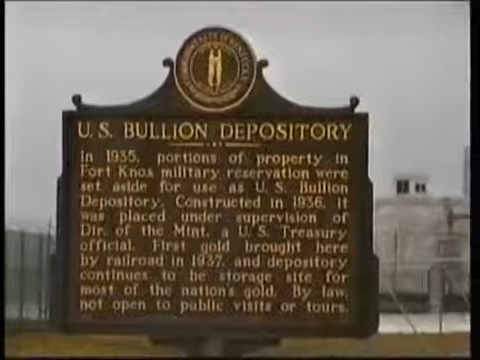 U.S. BULLION DEPOSITORY
In 1935, portions of property in
Fort Knox military reservation were
set aside for use as U.S. Bullion
Depository. Constructed in 1936, it
was placed under supervision of
Dir. of the Mint, a U.S. Treasury
official. First gold brought here
by railroad in 1937, and depository
continues to be storage site for
most of the nation's gold. By law,
not open to public visits or tours.